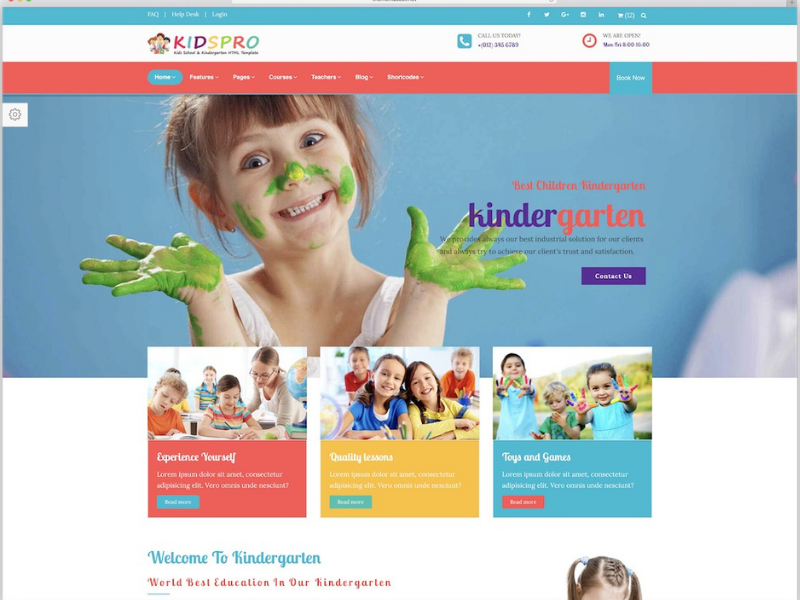 FAQ | Help Desk | Login
(12)
KIDSPRO
Kids School & Kindergarten HTML Template
CALL US TODAY!
+(012) 345 6789
WE ARE OPEN!
Mon-Fri 8:00-16:00
Home Features Pages Courses Teachers Blog Shortcodes
Book Now
Best Children Kindergarten
kindergarten
We provides always our best industrial solution for our clients
and always try to achieve our client's trust and satisfaction.
Contact Us
Experience Yourself
Lorem ipsum dolor sit amet, consectetur
adipisicing elit. Vero omnis unde nesciunt?
Read more
Quality lessons
Lorem ipsum dolor sit amet, consectetur
adipisicing elit. Vero omnis unde nesciunt?
Read more
Toys and Games
Lorem ipsum dolor sit amet, consectetur
adipisicing elit. Vero omnis unde nesciunt?
Read more
Welcome To Kindergarten
World Best Education In Our Kindergarten